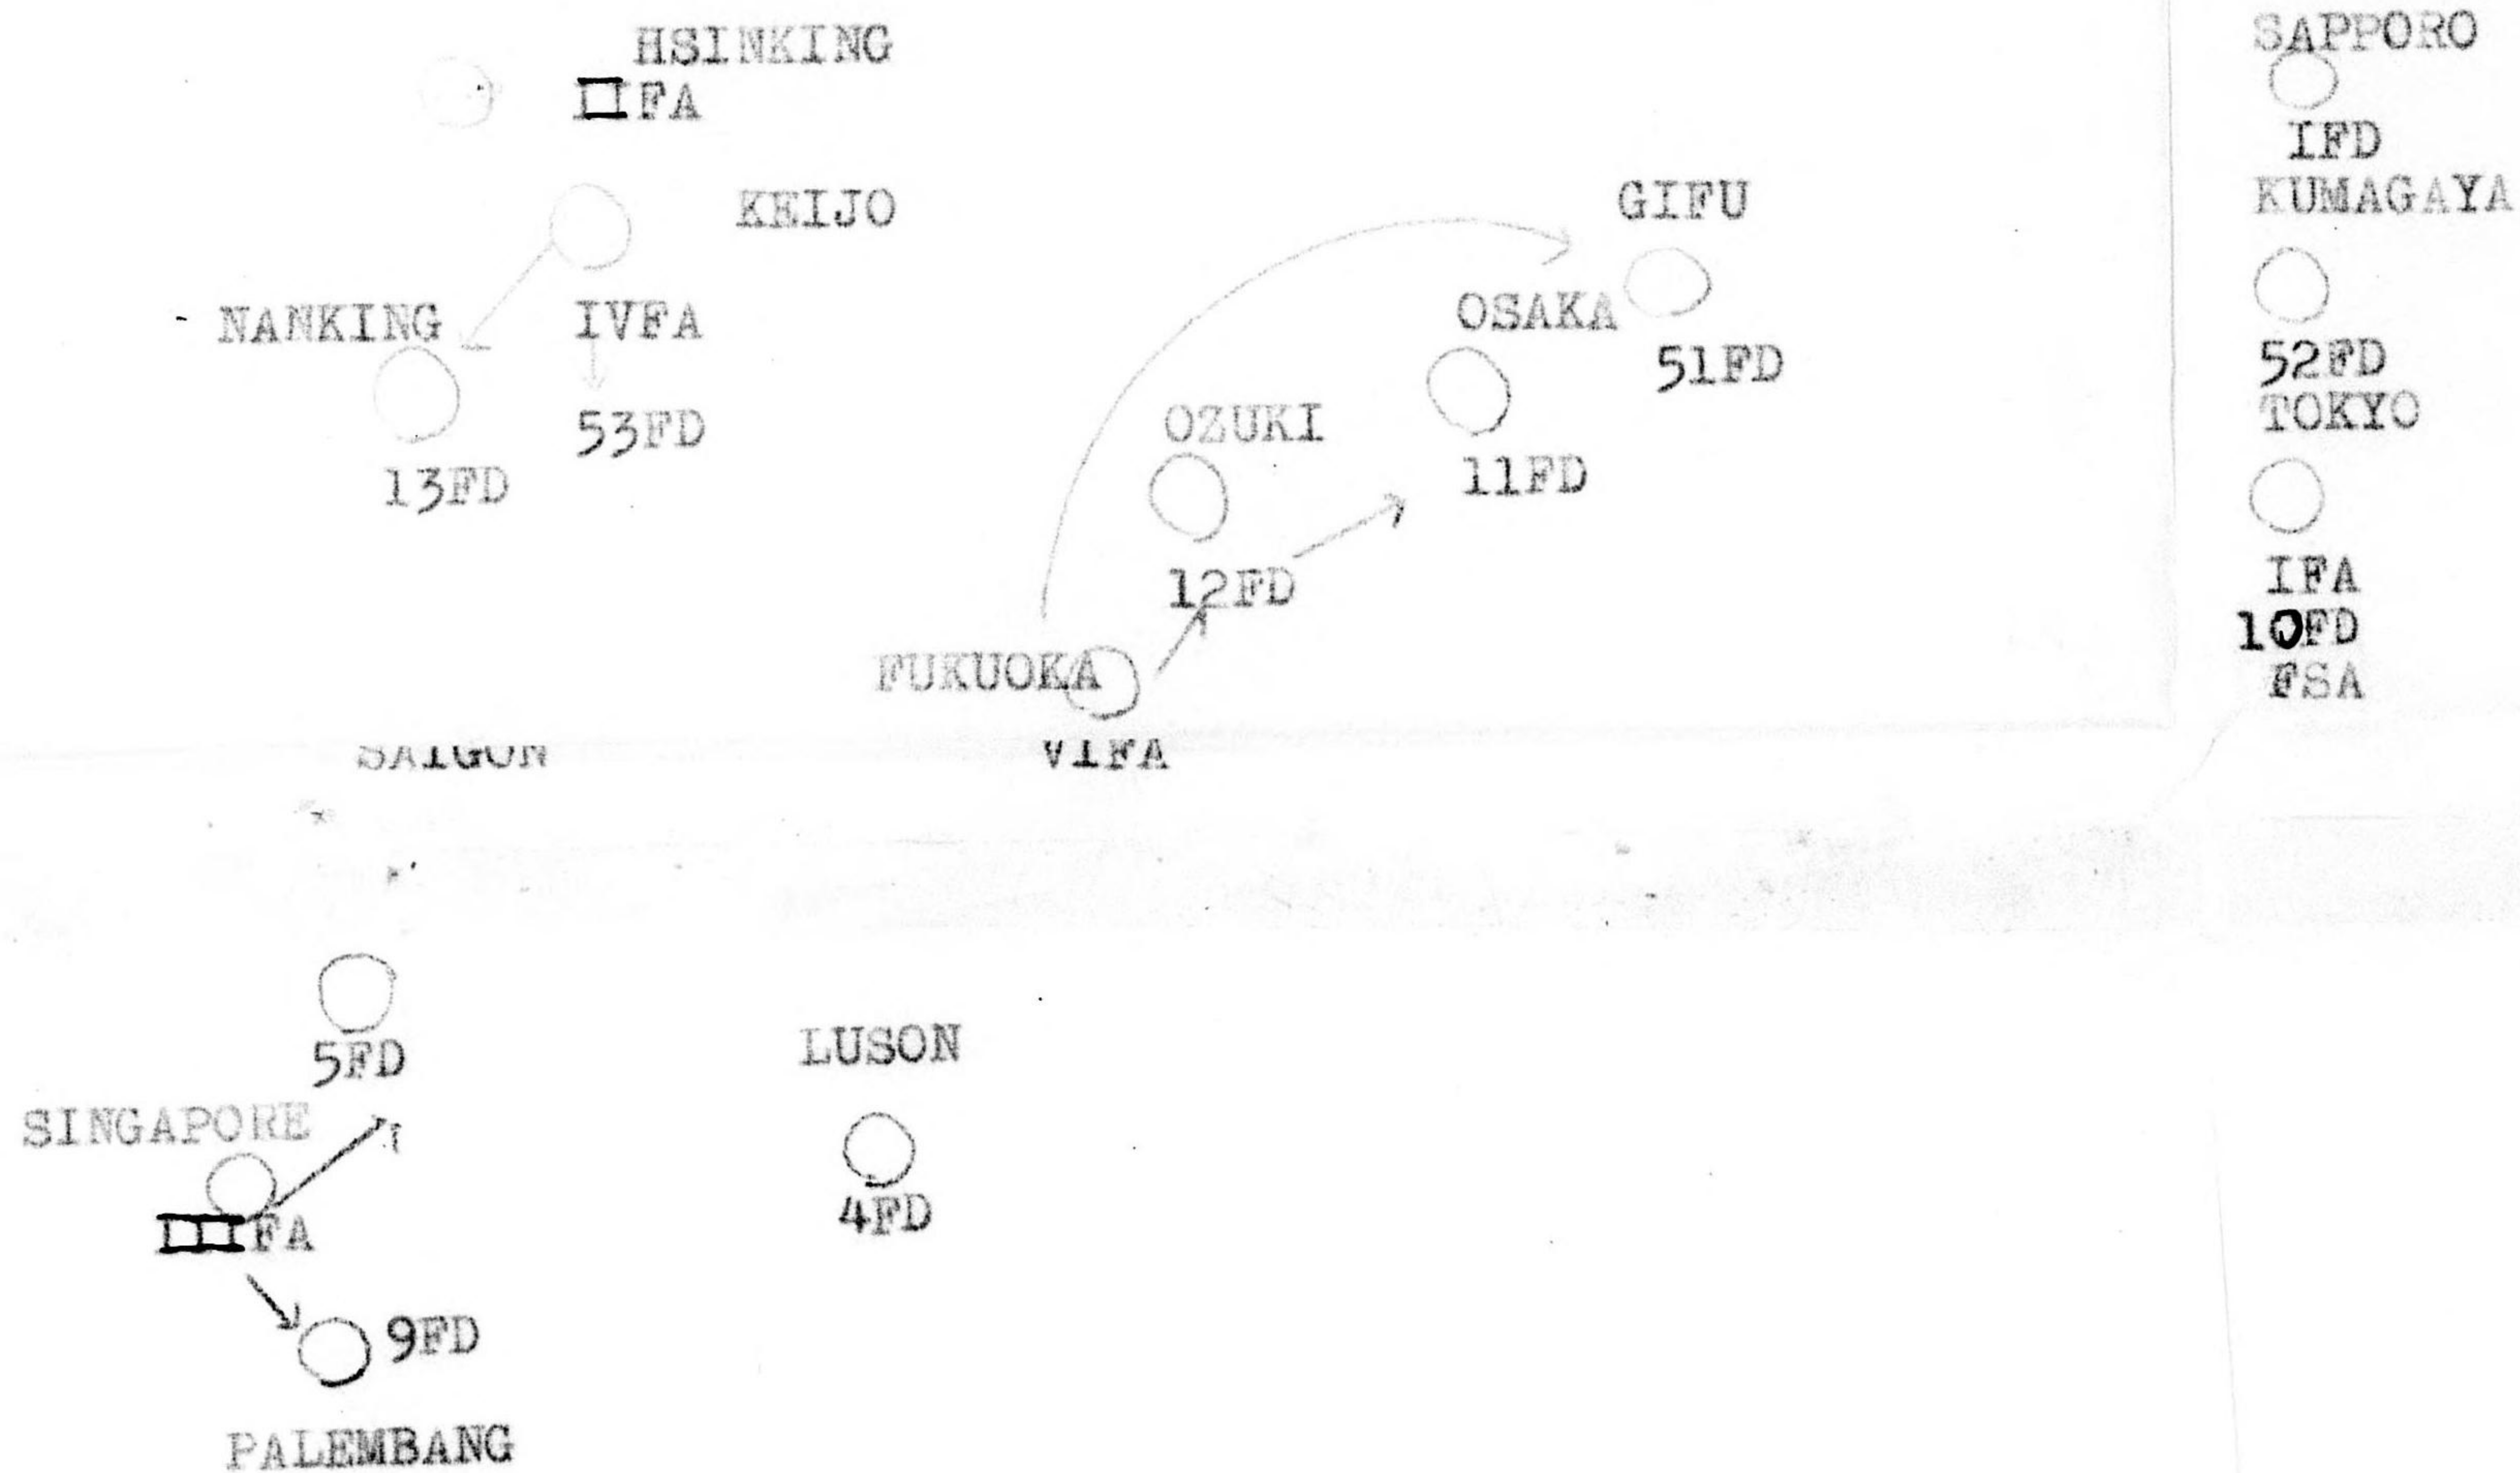 HSINKING
IIFA
KEIJO
NANKING
IVFA
53FD
13FD
GIFU
OSAKA
51FD
OZUKI
11FD
12FD
FUKUOKA
VIFA
SAPPORO
IFD
KUMAGAYA
52FD
TOKYO
IFA
10FD
FSA
SAIGON
5FD
SINGAPORE
IIIFA
9FD
PALEMBANG
LUSON
4FD